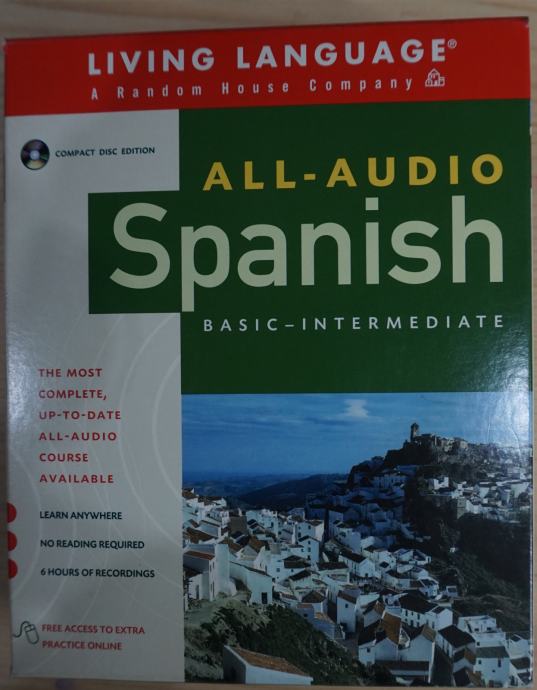 LIVING LANGUAGE®
A Random House Company
COMPACT DISC EDITION
ALL-AUDIO
Spanish
BASIC–INTERMEDIATE
THE MOST
COMPLETE,
UP-TO-DATE
ALL-AUDIO
COURSE
AVAILABLE
LEARN ANYWHERE
NO READING REQUIRED
6 HOURS OF RECORDINGS
FREE ACCESS TO EXTRA
PRACTICE ONLINE